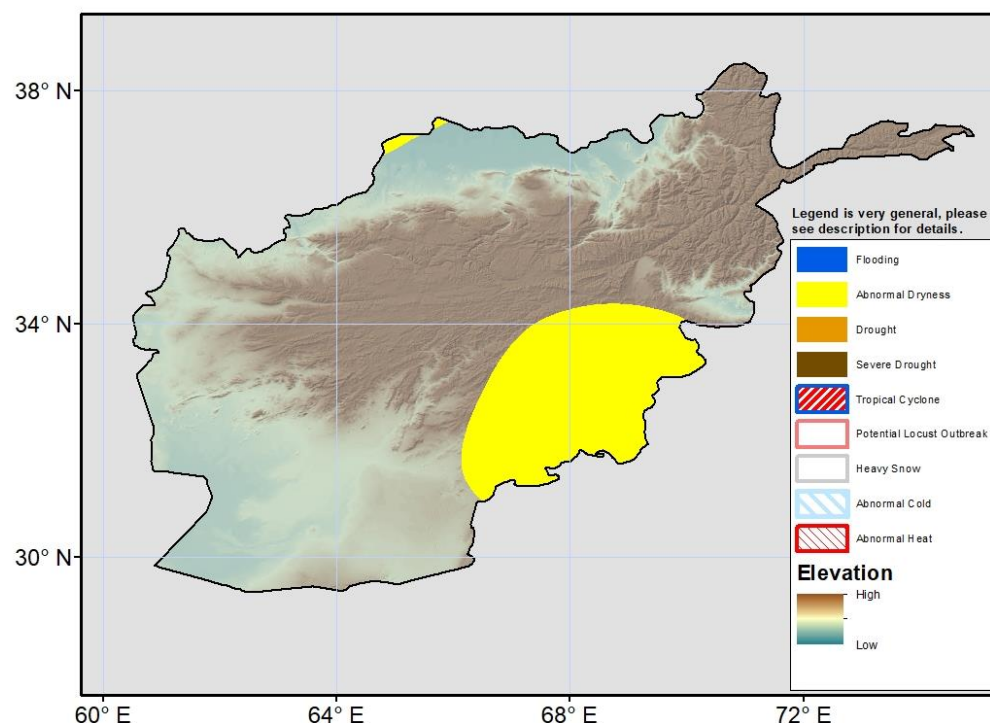 38° N
34° N
30° N
60° E
64° E
68° E
72° E
Legend is very general, please
see description for details.
Flooding
Abnormal Dryness
Drought
Severe Drought
Tropical Cyclone
Potential Locust Outbreak
Heavy Snow
Abnormal Cold
Abnormal Heat
Elevation
High
Low